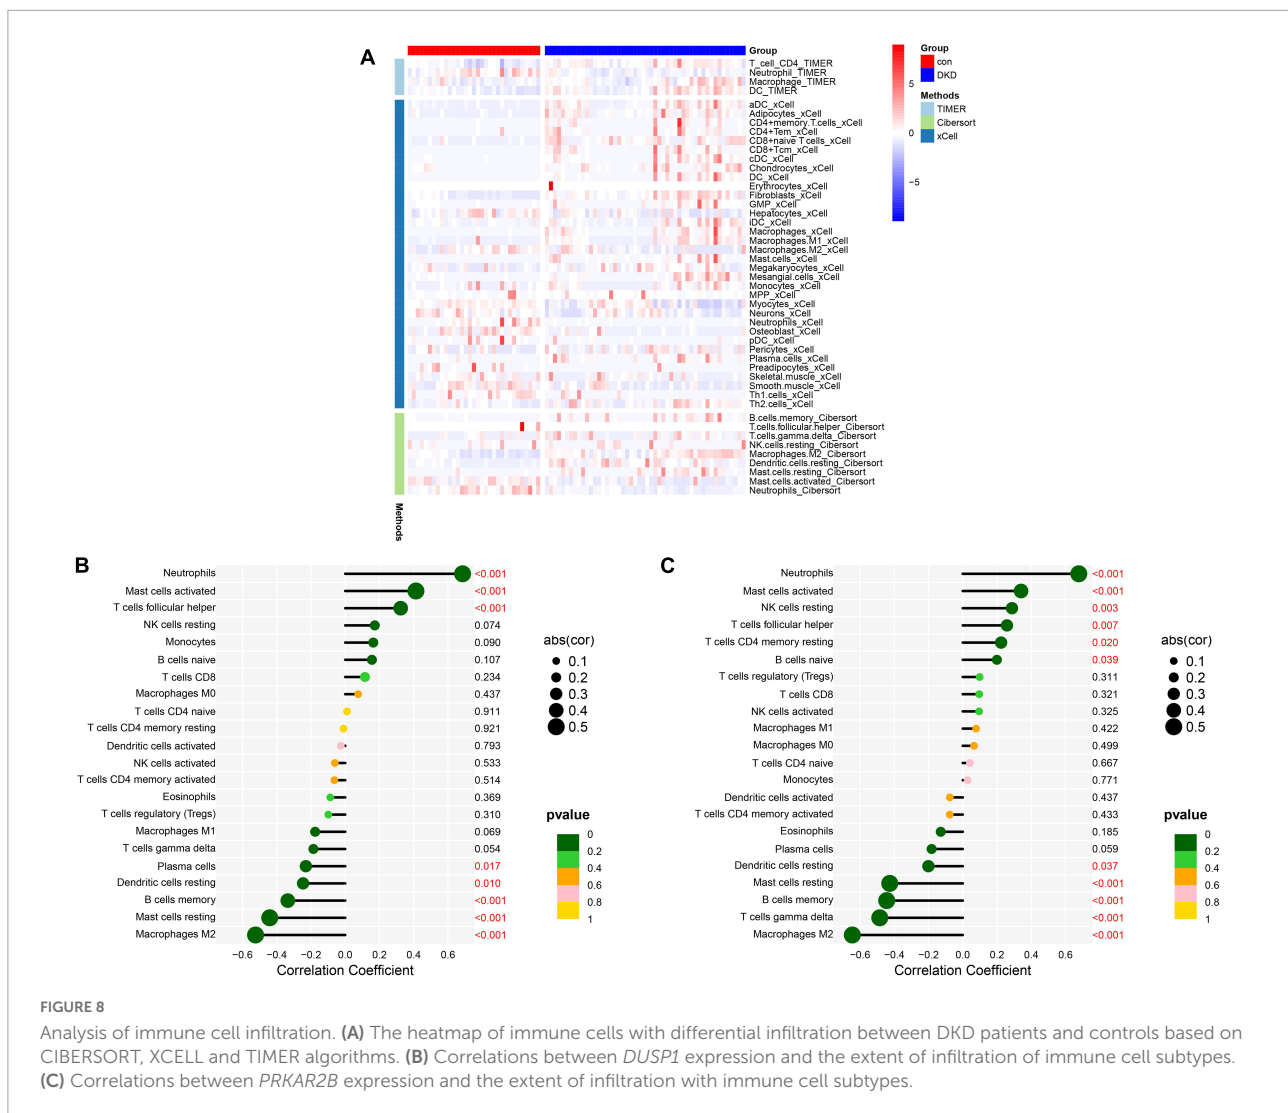 A
Group
T_cell_CD4_TIMER
Neutrophil_TIMER
Macrophage_TIMER
DC_TIMER
aDC_xCell
Adipocytes_xCell
CD4+memory.T.cells_xCell
CD4+Tem_xCell
CD8+naive T cells_xCell
CD8+Tcm_xCell
cDC_xCell
Chondrocytes_xCell
DC_xCell
Erythrocytes_xCell
Fibroblasts_xCell
GMP_xCell
Hepatocytes_xCell
iDC_xCell
Macrophages_xCell
Macrophages.M1_xCell
Macrophages.M2_xCell
Mast.cells_xCell
Megakaryocytes_xCell
Mesangial.cells_xCell
Monocytes_xCell
MPP_xCell
Myocytes_xCell
Neurons_xCell
Neutrophils_xCell
Osteoblast_xCell
pDC_xCell
Pericytes_xCell
Plasma.cells_xCell
Preadipocytes_xCell
Skeletal.muscle_xCell
Smooth.muscle_xCell
Th1.cells_xCell
Th2.cells_xCell
B.cells.memory_Cibersort
T.cells.follicular.helper_Cibersort
T.cells.gamma.delta_Cibersort
NK.cells.resting_Cibersort
Macrophages.M2_Cibersort
Dendritic.cells.resting_Cibersort
Mast.cells.resting_Cibersort
Mast.cells.activated_Cibersort
Neutrophils_Cibersort
Methods
5
0
−5
Group
con
DKD
Methods
TIMER
Cibersort
xCell
B
Neutrophils <0.001
Mast cells activated <0.001
T cells follicular helper <0.001
NK cells resting 0.074
Monocytes 0.090
B cells naive 0.107
T cells CD8 0.234
Macrophages M0 0.437
T cells CD4 naive 0.911
T cells CD4 memory resting 0.921
Dendritic cells activated 0.793
NK cells activated 0.533
T cells CD4 memory activated 0.514
Eosinophils 0.369
T cells regulatory (Tregs) 0.310
Macrophages M1 0.069
T cells gamma delta 0.054
Plasma cells 0.017
Dendritic cells resting 0.010
B cells memory <0.001
Mast cells resting <0.001
Macrophages M2 <0.001
−0.6 −0.4 −0.2 0.0 0.2 0.4 0.6
Correlation Coefficient
abs(cor)
0.1
0.2
0.3
0.4
0.5
pvalue
0
0.2
0.4
0.6
0.8
1
C
Neutrophils <0.001
Mast cells activated <0.001
NK cells resting 0.003
T cells follicular helper 0.007
T cells CD4 memory resting 0.020
B cells naive 0.039
T cells regulatory (Tregs) 0.311
T cells CD8 0.321
NK cells activated 0.325
Macrophages M1 0.422
Macrophages M0 0.499
T cells CD4 naive 0.667
Monocytes 0.771
Dendritic cells activated 0.437
T cells CD4 memory activated 0.433
Eosinophils 0.185
Plasma cells 0.059
Dendritic cells resting 0.037
Mast cells resting <0.001
B cells memory <0.001
T cells gamma delta <0.001
Macrophages M2 <0.001
−0.6 −0.4 −0.2 0.0 0.2 0.4 0.6
Correlation Coefficient
abs(cor)
0.1
0.2
0.3
0.4
0.5
pvalue
0
0.2
0.4
0.6
0.8
1
FIGURE 8
Analysis of immune cell infiltration. (A) The heatmap of immune cells with differential infiltration between DKD patients and controls based on
CIBERSORT, XCELL and TIMER algorithms. (B) Correlations between DUSP1 expression and the extent of infiltration of immune cell subtypes.
(C) Correlations between PRKAR2B expression and the extent of infiltration with immune cell subtypes.